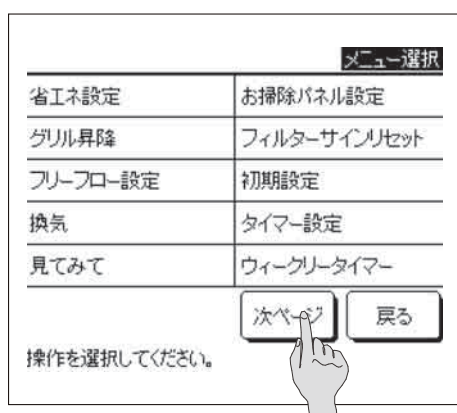 メニュー選択
省エネ設定 お掃除パネル設定
グリル昇降 フィルターサインリセット
フリーフロー設定 初期設定
換気 タイマー設定
見てみて ウィークリータイマー
次ページ 戻る
操作を選択してください。